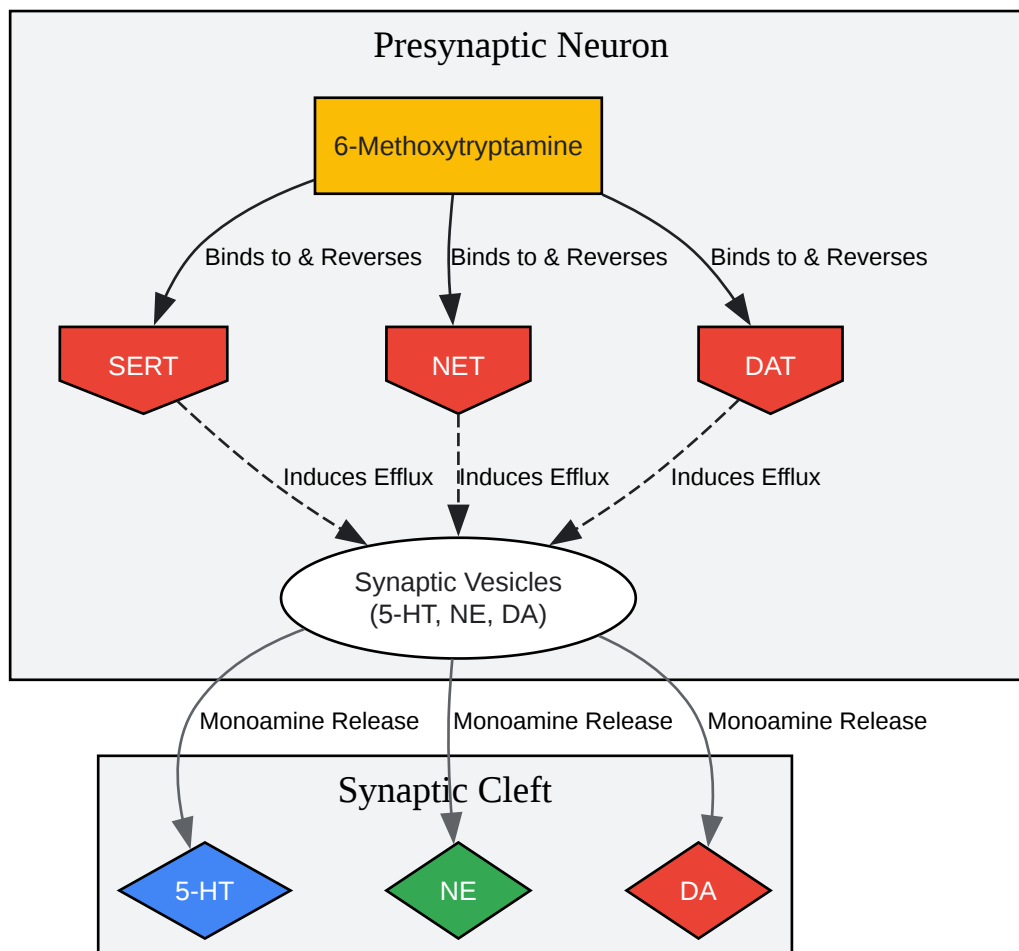 Presynaptic Neuron
6-Methoxytryptamine
Binds to & Reverses
Binds to & Reverses
Binds to & Reverses
SERT
NET
DAT
Induces Efflux
Induces Efflux
Induces Efflux
Synaptic Vesicles
(5-HT, NE, DA)
Monoamine Release
Monoamine Release
Monoamine Release
Synaptic Cleft
5-HT
NE
DA